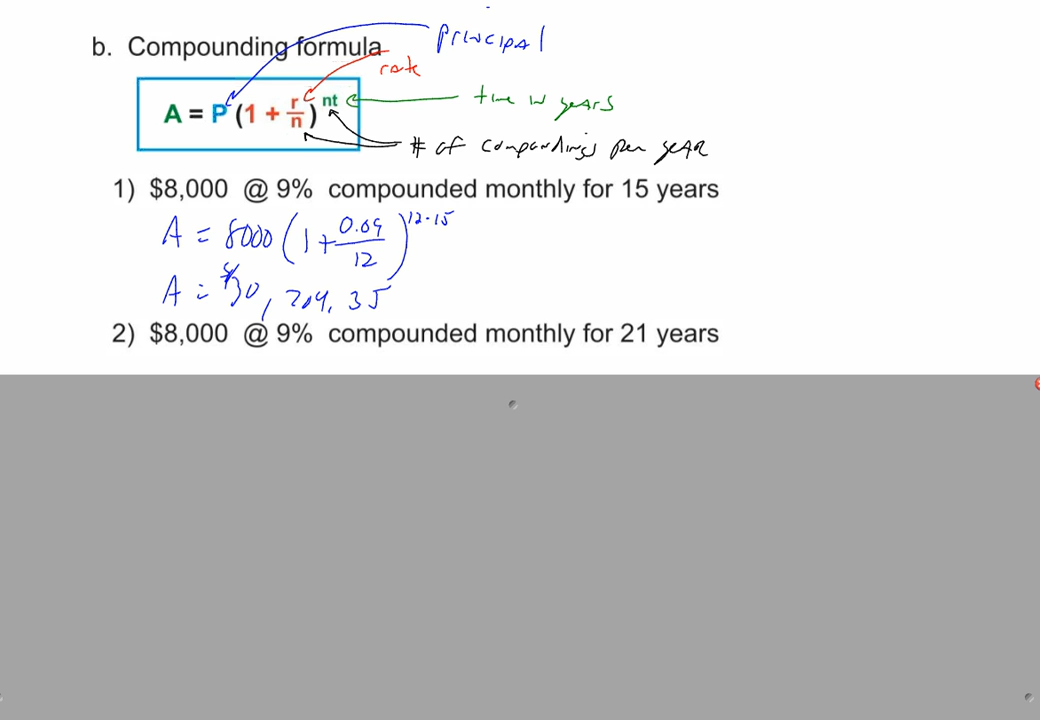 b. Compounding formula
principal
rate
A = P (1 + r/n)^nt
time in years
# of compoundings per year
1) $8,000 @ 9% compounded monthly for 15 years
A = 8000 (1 + 0.09/12)^12·15
A = $30,709.35
2) $8,000 @ 9% compounded monthly for 21 years